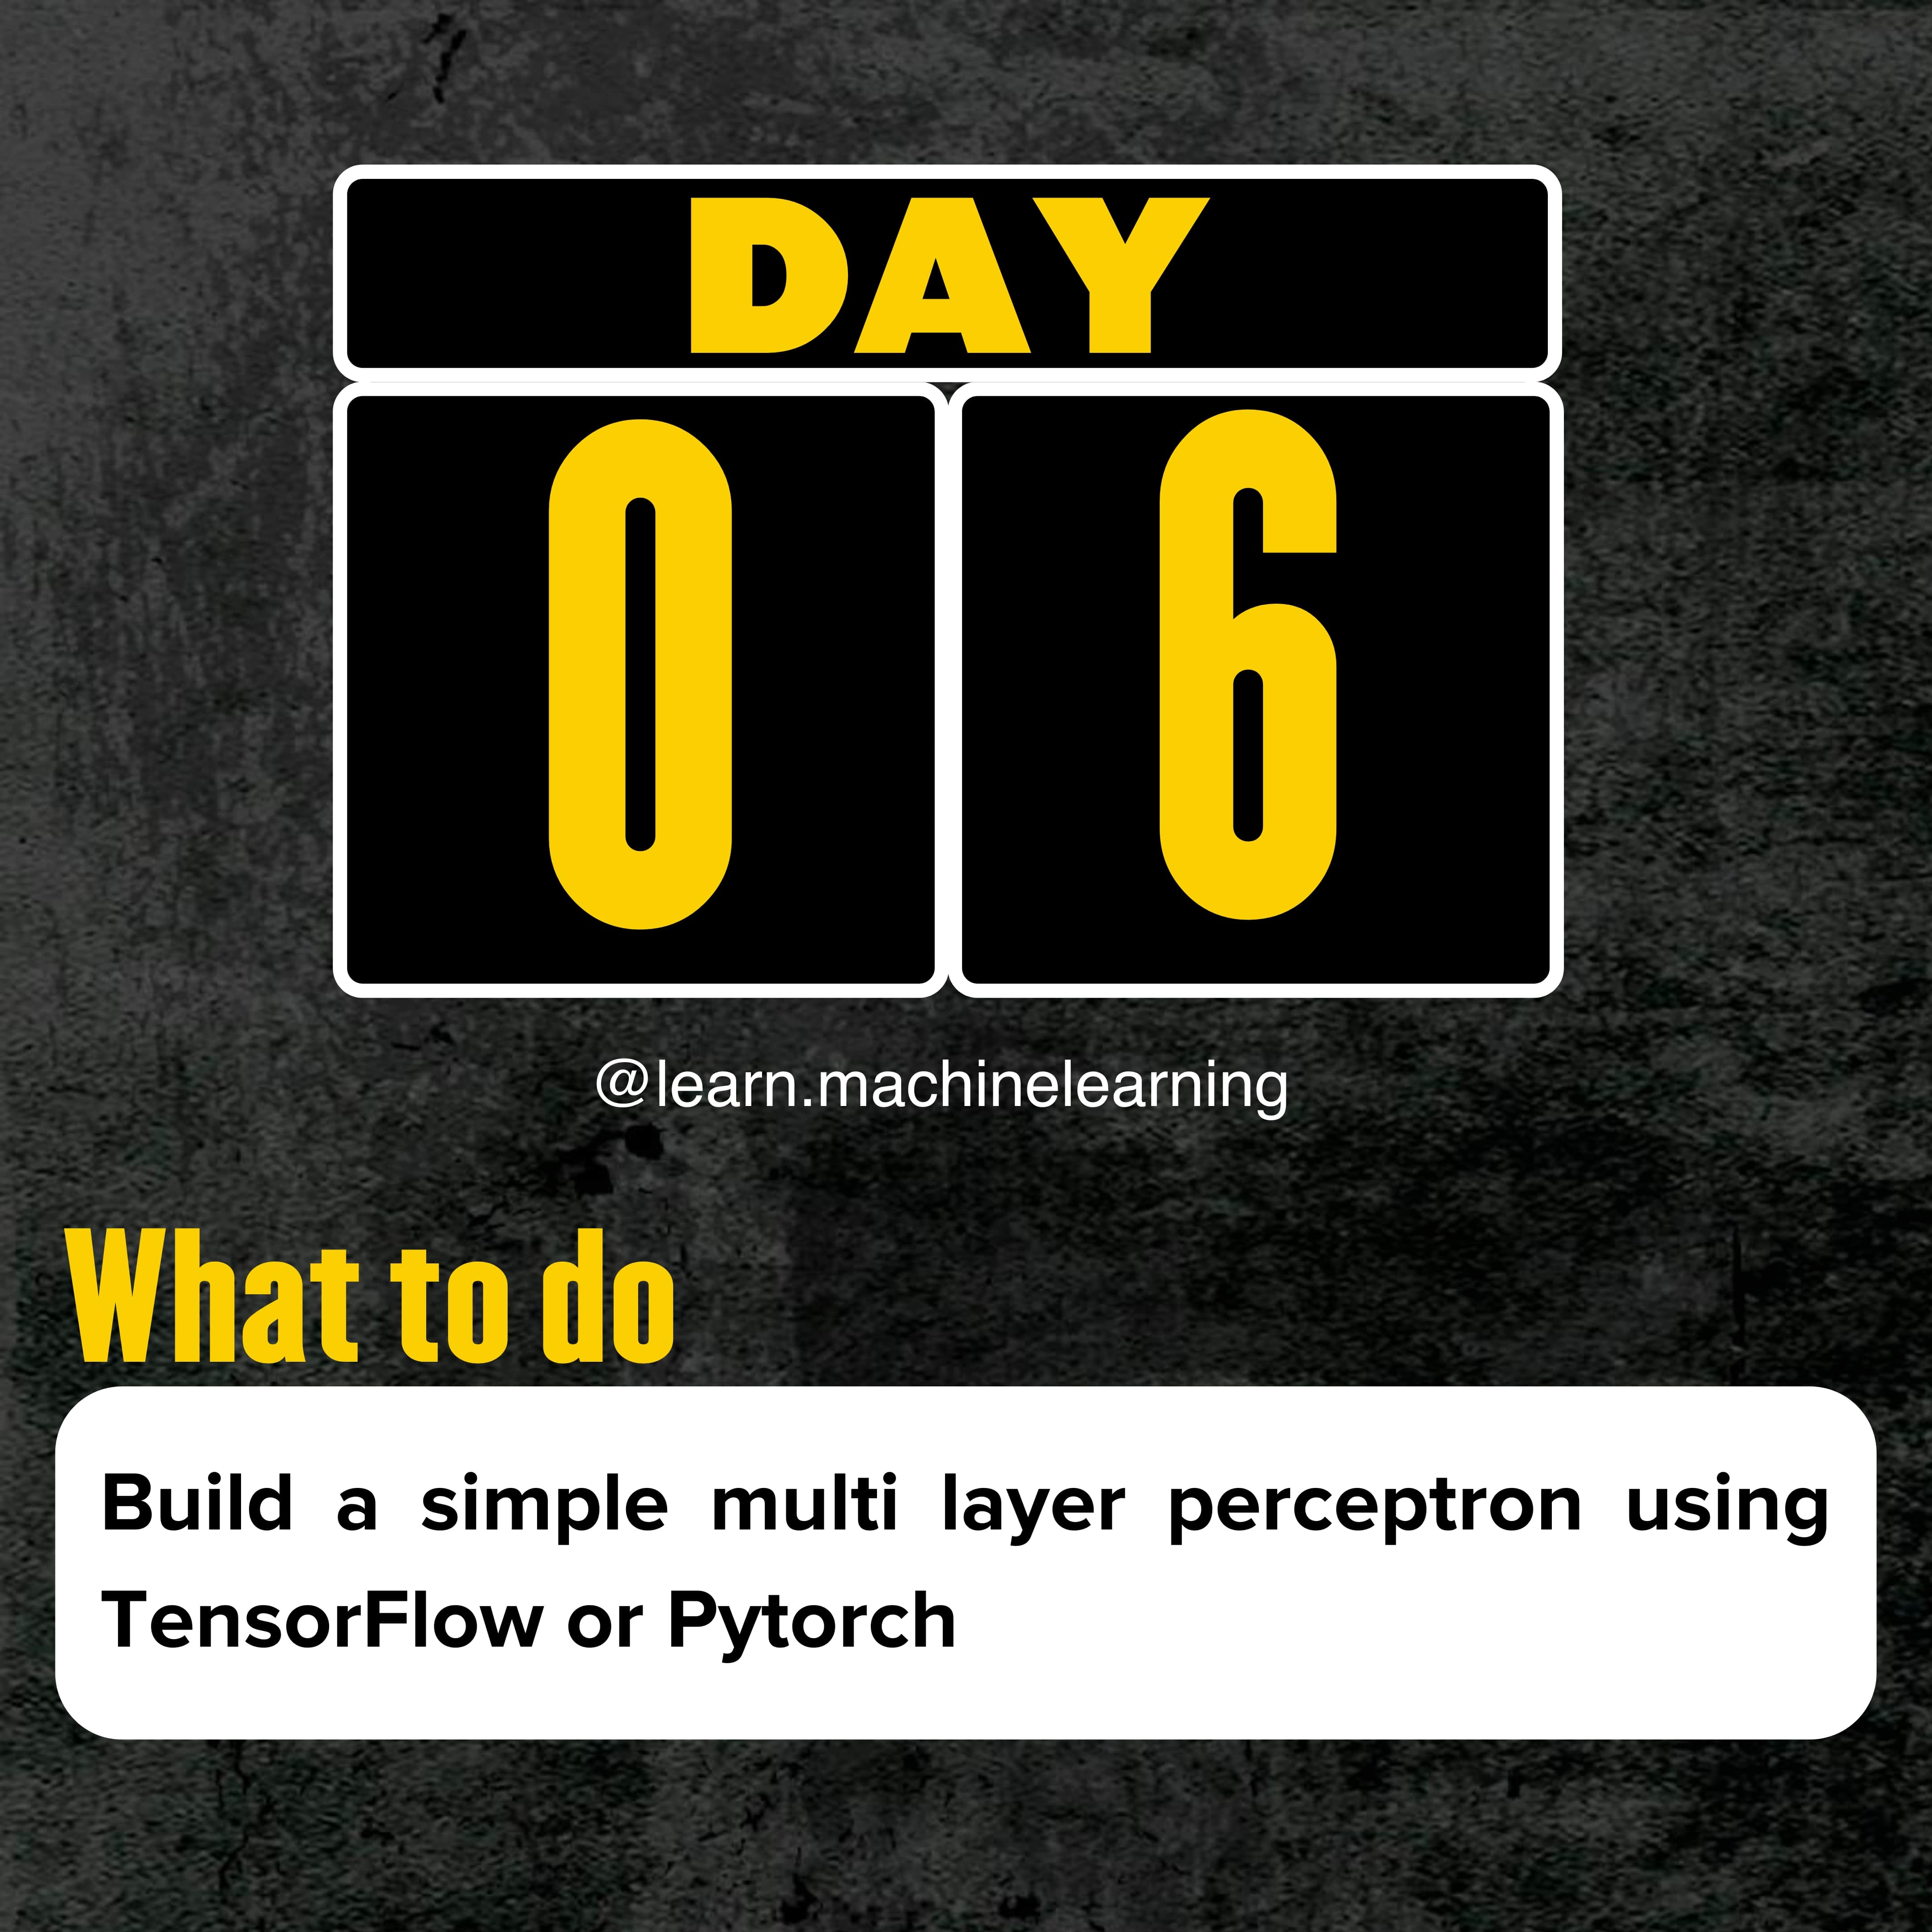 DAY
0 6
@learn.machinelearning
What to do
Build a simple multi layer perceptron using
TensorFlow or Pytorch